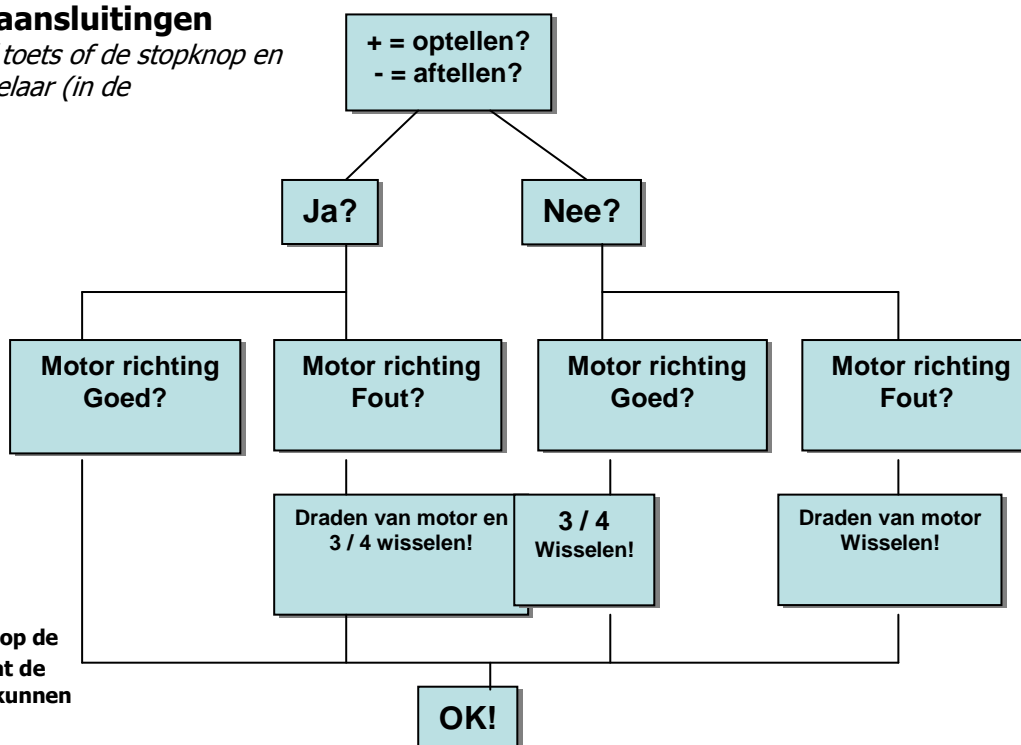 aansluitingen
toets of de stopknop en
elaar (in de
+ = optellen?
- = aftellen?
Ja?
Nee?
Motor richting
Goed?
Motor richting
Fout?
Motor richting
Goed?
Motor richting
Fout?
Draden van motor en
3 / 4 wisselen!
3 / 4
Wisselen!
Draden van motor
Wisselen!
op de
nt de
kunnen
OK!